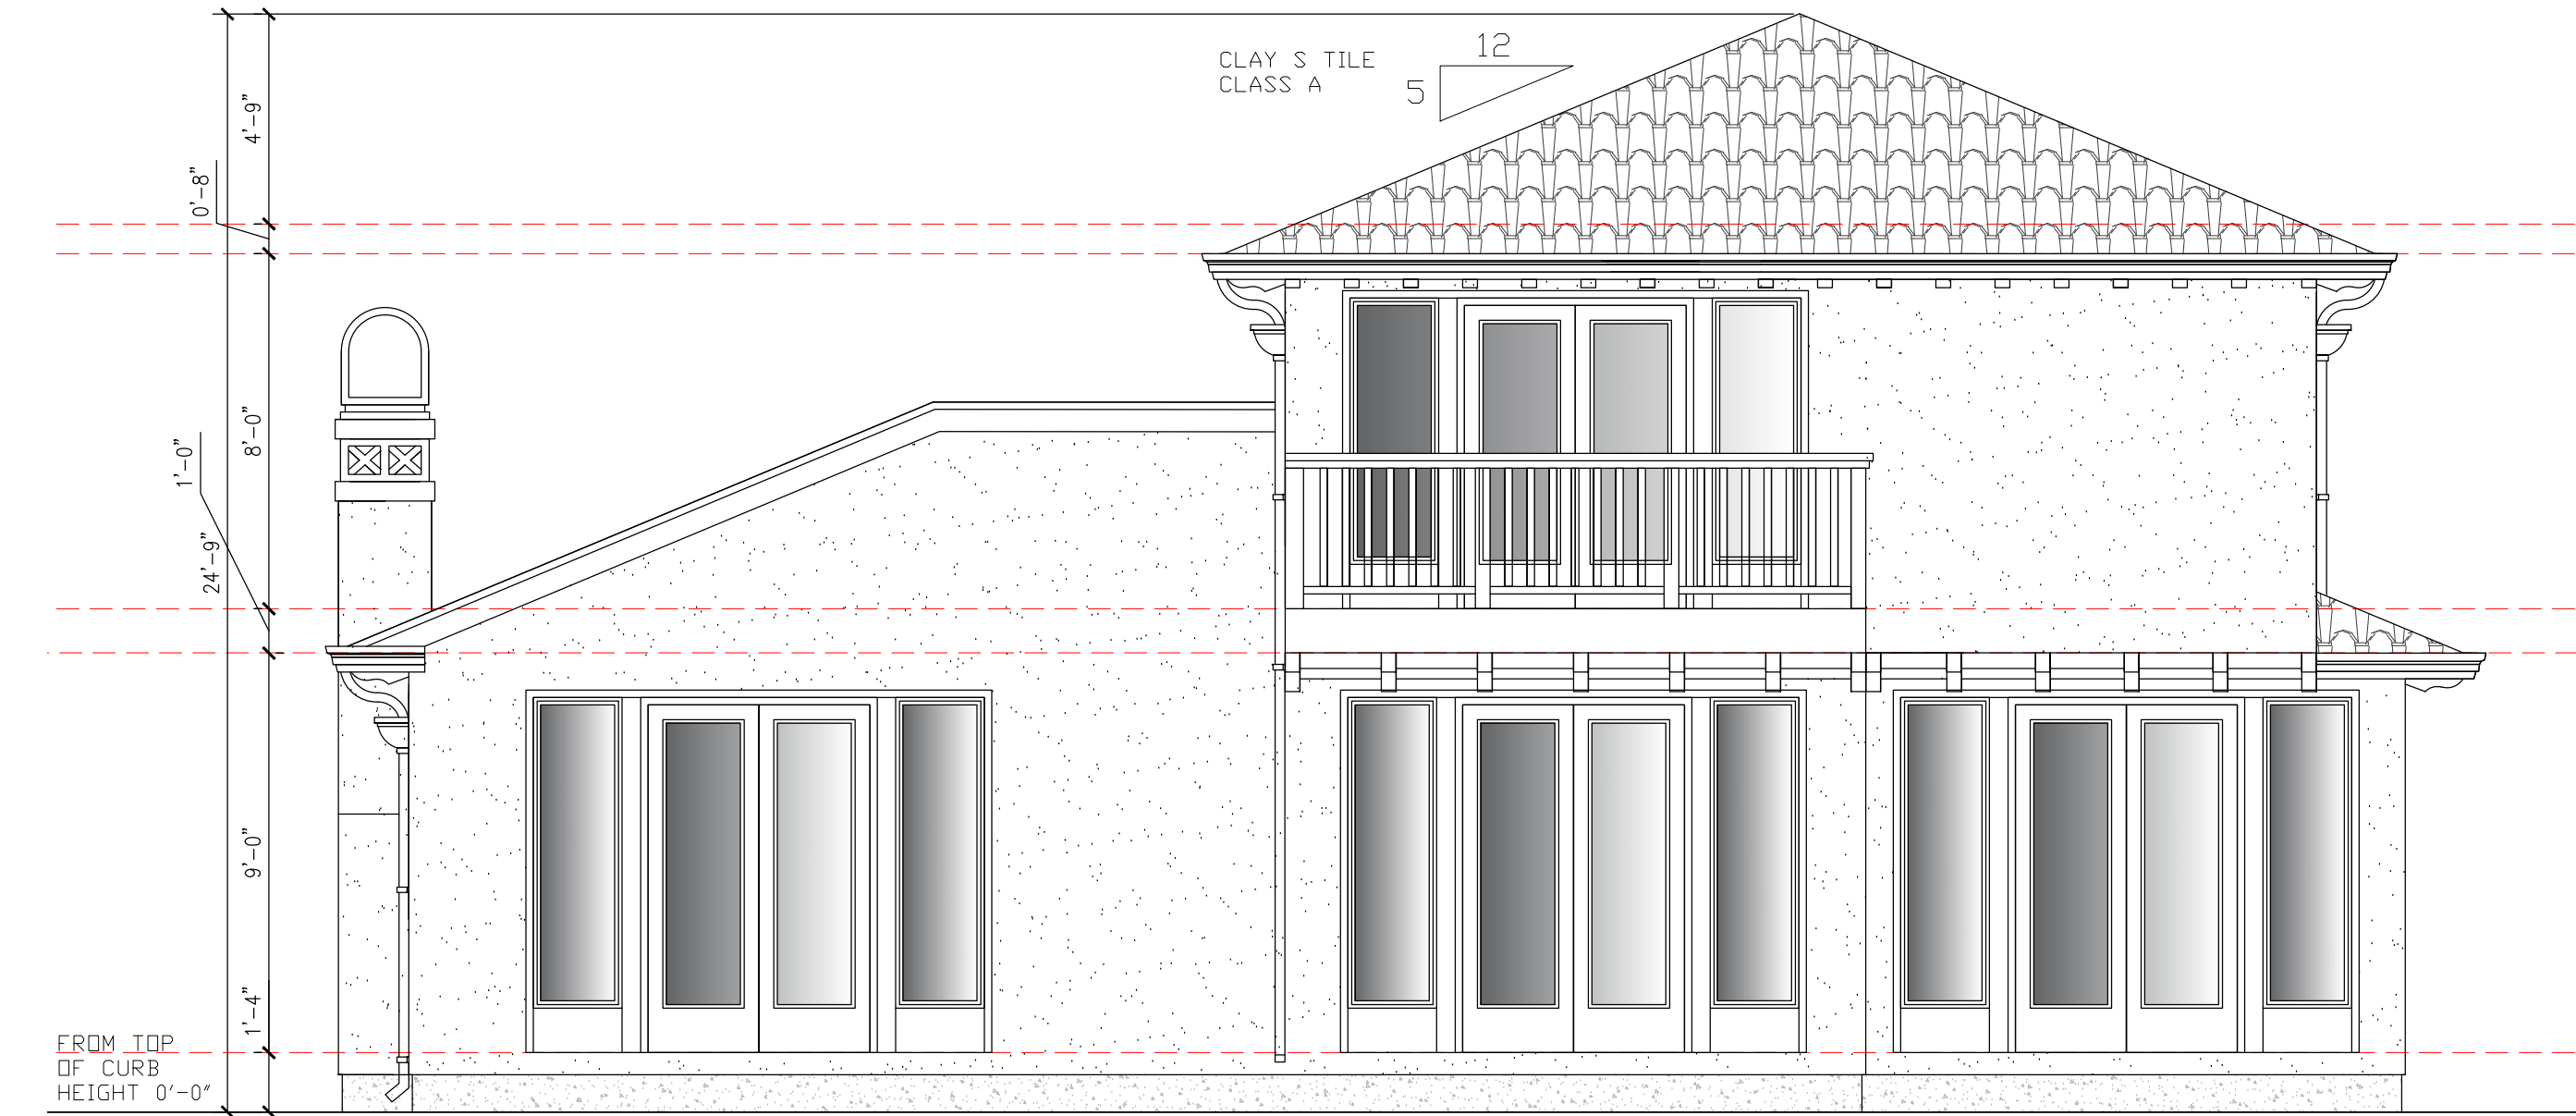 CLAY S TILE
CLASS A
12
5
4'-9"
0'-8"
8'-0"
1'-0"
24'-9"
9'-0"
1'-4"
FROM TOP
OF CURB
HEIGHT 0'-0"